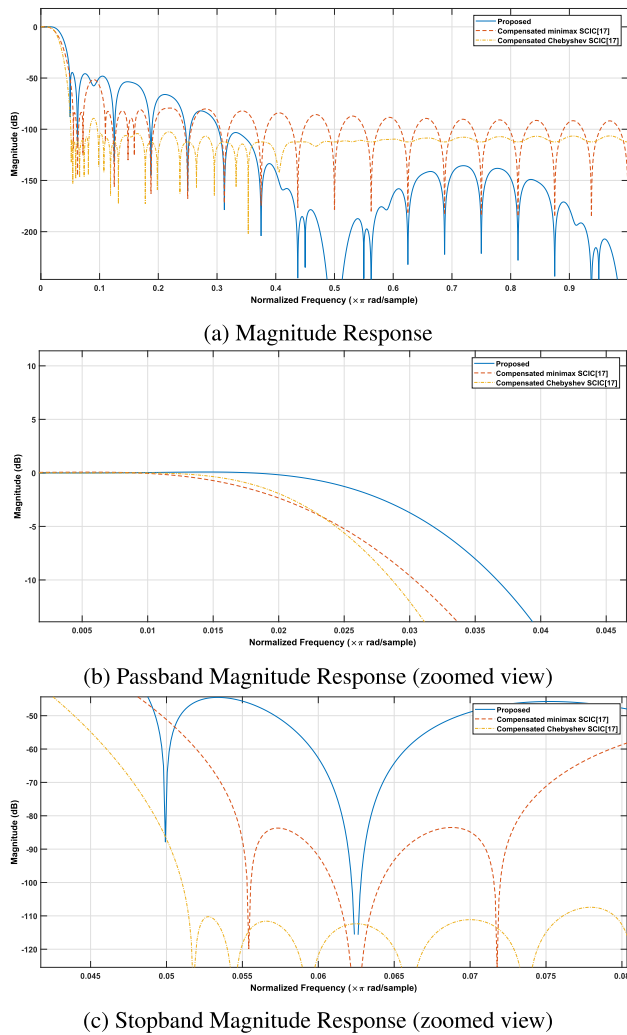 0
-50
-100
-150
-200
Magnitude (dB)
Proposed
Compensated minimax SCIC[17]
Compensated Chebyshev SCIC[17]
0 0.1 0.2 0.3 0.4 0.5 0.6 0.7 0.8 0.9
Normalized Frequency (×π rad/sample)
(a) Magnitude Response
10
5
0
-5
-10
Magnitude (dB)
Proposed
Compensated minimax SCIC[17]
Compensated Chebyshev SCIC[17]
0.005 0.01 0.015 0.02 0.025 0.03 0.035 0.04 0.045
Normalized Frequency (×π rad/sample)
(b) Passband Magnitude Response (zoomed view)
-50
-60
-70
-80
-90
-100
-110
-120
Magnitude (dB)
Proposed
Compensated minimax SCIC[17]
Compensated Chebyshev SCIC[17]
0.045 0.05 0.055 0.06 0.065 0.07 0.075 0.08
Normalized Frequency (×π rad/sample)
(c) Stopband Magnitude Response (zoomed view)